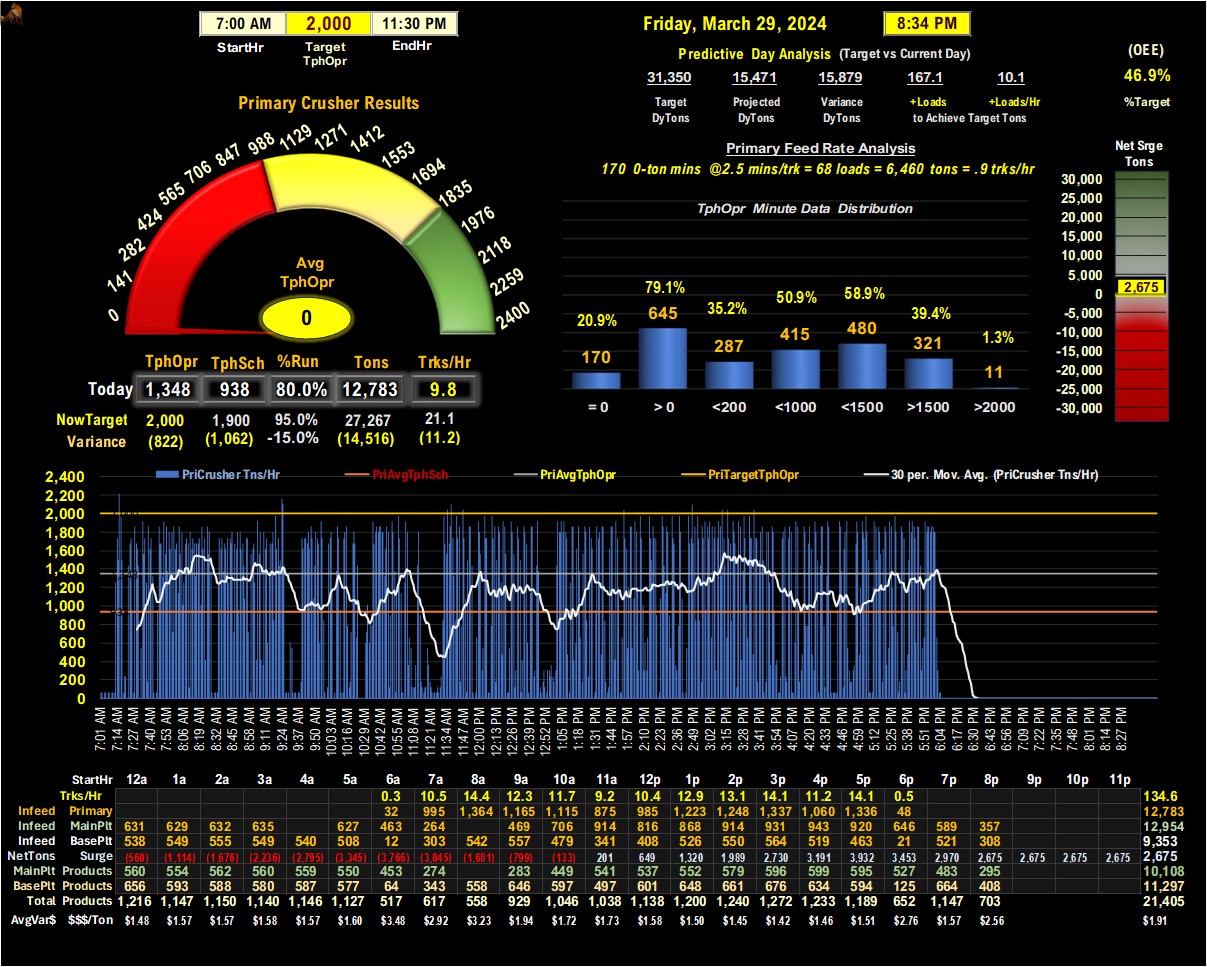 7:00 AM 2,000 11:30 PM
StartHr Target TphOpr EndHr
Friday, March 29, 2024 8:34 PM
Predictive Day Analysis (Target vs Current Day)
31,350 15,471 15,879 167.1 10.1
Target Projected Variance +Loads +Loads/Hr
DyTons DyTons DyTons to Achieve Target Tons
(OEE)
46.9%
%Target
Primary Crusher Results
0 141 282 424 565 706 847 988 1129 1271 1412 1553 1694 1835 1976 2118 2259 2400
Avg
TphOpr
0
TphOpr TphSch %Run Tons Trks/Hr
Today 1,348 938 80.0% 12,783 9.8
NowTarget 2,000 1,900 95.0% 27,267 21.1
Variance (822) (1,062) -15.0% (14,516) (11.2)
Primary Feed Rate Analysis
170 0-ton mins @2.5 mins/trk = 68 loads = 6,460 tons = .9 trks/hr
TphOpr Minute Data Distribution
20.9% 79.1% 35.2% 50.9% 58.9% 39.4% 1.3%
170 645 287 415 480 321 11
= 0 > 0 <200 <1000 <1500 >1500 >2000
Net Srge
Tons
30,000
25,000
20,000
15,000
10,000
5,000
2,675
0
-5,000
-10,000
-15,000
-20,000
-25,000
-30,000
PriCrusher Tns/Hr PriAvgTphSch PriAvgTphOpr PriTargetTphOpr 30 per. Mov. Avg. (PriCrusher Tns/Hr)
2,400
2,200
2,000
1,800
1,600
1,400
1,200
1,000
800
600
400
200
0
7:01 AM 7:14 AM 7:27 AM 7:40 AM 7:53 AM 8:06 AM 8:19 AM 8:32 AM 8:45 AM 8:58 AM 9:11 AM 9:24 AM 9:37 AM 9:50 AM 10:03 AM 10:16 AM 10:29 AM 10:42 AM 10:55 AM 11:08 AM 11:21 AM 11:34 AM 11:47 AM 12:00 PM 12:13 PM 12:26 PM 12:39 PM 12:52 PM 1:05 PM 1:18 PM 1:31 PM 1:44 PM 1:57 PM 2:10 PM 2:23 PM 2:36 PM 2:49 PM 3:02 PM 3:15 PM 3:28 PM 3:41 PM 3:54 PM 4:07 PM 4:20 PM 4:33 PM 4:46 PM 4:59 PM 5:12 PM 5:25 PM 5:38 PM 5:51 PM 6:04 PM 6:17 PM 6:30 PM 6:43 PM 6:56 PM 7:09 PM 7:22 PM 7:35 PM 7:48 PM 8:01 PM 8:14 PM 8:27 PM
StartHr 12a 1a 2a 3a 4a 5a 6a 7a 8a 9a 10a 11a 12p 1p 2p 3p 4p 5p 6p 7p 8p 9p 10p 11p
Trks/Hr 0.3 10.5 14.4 12.3 11.7 9.2 10.4 12.9 13.1 14.1 11.2 14.1 0.5 134.6
Infeed Primary 32 995 1,364 1,165 1,115 875 985 1,223 1,248 1,337 1,060 1,336 48 12,783
Infeed MainPlt 631 629 632 635 627 463 264 469 706 914 816 868 914 931 943 920 646 589 357 12,954
Infeed BasePlt 538 549 555 549 540 508 12 303 542 557 479 341 408 526 550 564 519 463 21 521 308 9,353
NetTons Surge (560) (1,114) (1,676) (2,236) (2,795) (3,345) (3,766) (3,045) (1,681) (799) (133) 201 649 1,320 1,989 2,730 3,191 3,932 3,453 2,970 2,675 2,675 2,675 2,675 2,675
MainPlt Products 560 554 562 560 559 550 453 274 283 449 541 537 552 579 596 599 595 527 483 295 10,108
BasePlt Products 656 593 588 580 587 577 64 343 558 646 597 497 601 648 661 676 634 594 125 664 408 11,297
Total Products 1,216 1,147 1,150 1,140 1,146 1,127 517 617 558 929 1,046 1,038 1,138 1,200 1,240 1,272 1,233 1,189 652 1,147 703 21,405
AvgVar$ $$$/Ton $1.48 $1.57 $1.57 $1.58 $1.57 $1.60 $3.48 $2.92 $3.23 $1.94 $1.72 $1.73 $1.58 $1.50 $1.45 $1.42 $1.46 $1.51 $2.76 $1.57 $2.56 $1.91